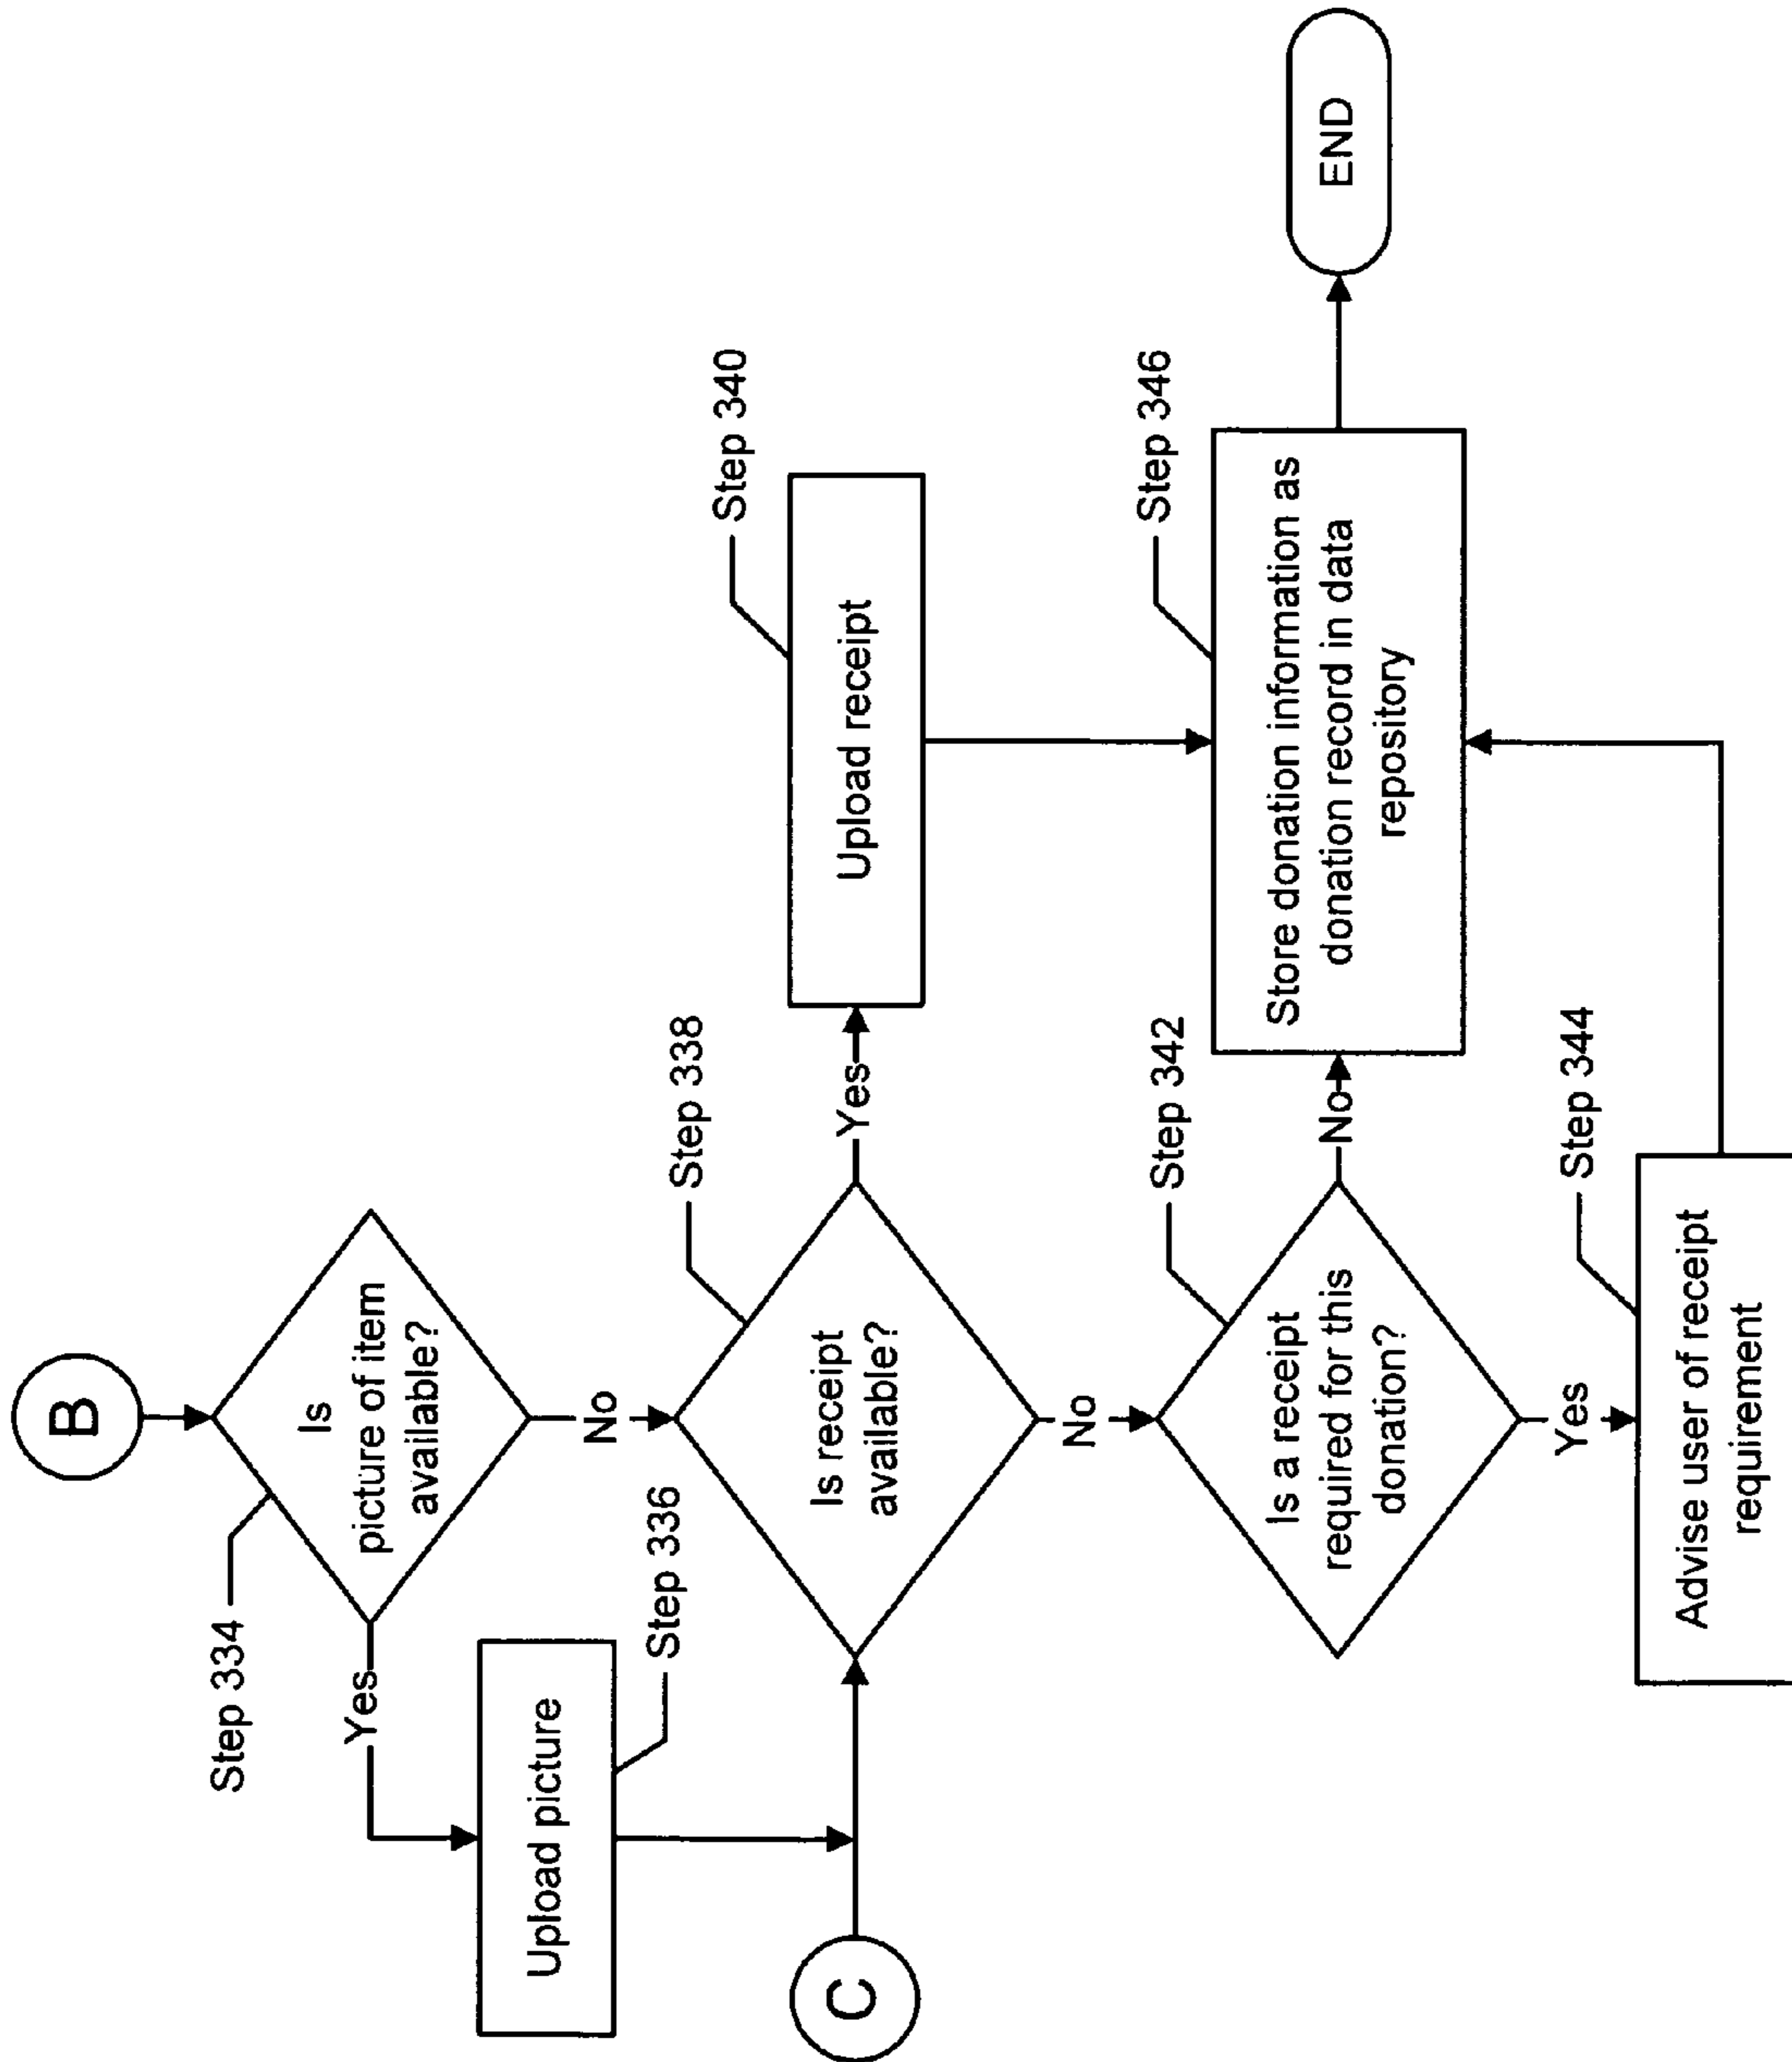 B
Step 334
Is
picture of item
available?
Yes
No
Upload picture
Step 336
C
Step 338
Is receipt
available?
Yes
No
Step 340
Upload receipt
Step 342
Is a receipt
required for this
donation?
No
Yes
Step 346
Store donation information as
donation record in data
repository
END
Step 344
Advise user of receipt
requirement